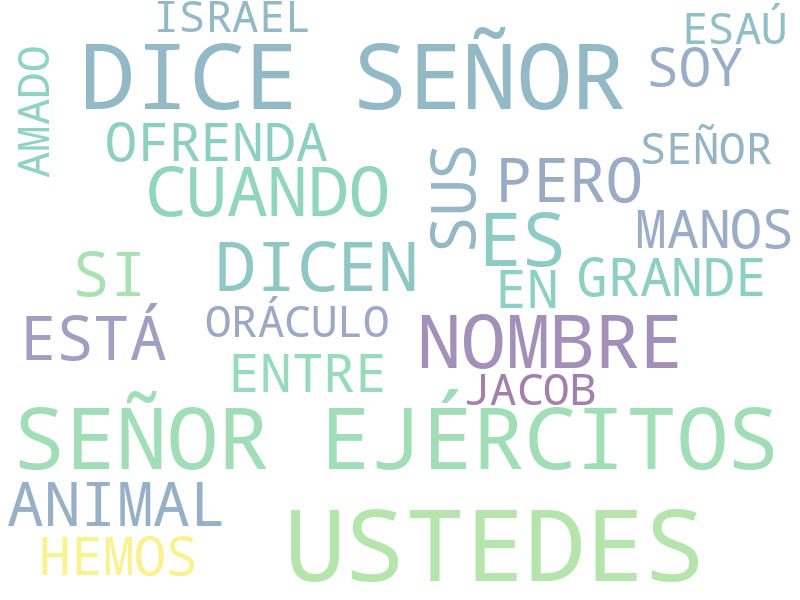 ISRAEL
ESAÚ
AMADO
DICE SEÑOR
SOY
OFRENDA
SEÑOR
CUANDO
SUS
PERO
MANOS
ES
DICEN
SI
EN
GRANDE
ORÁCULO
ESTÁ
NOMBRE
ENTRE
JACOB
SEÑOR EJÉRCITOS
ANIMAL
USTEDES
HEMOS